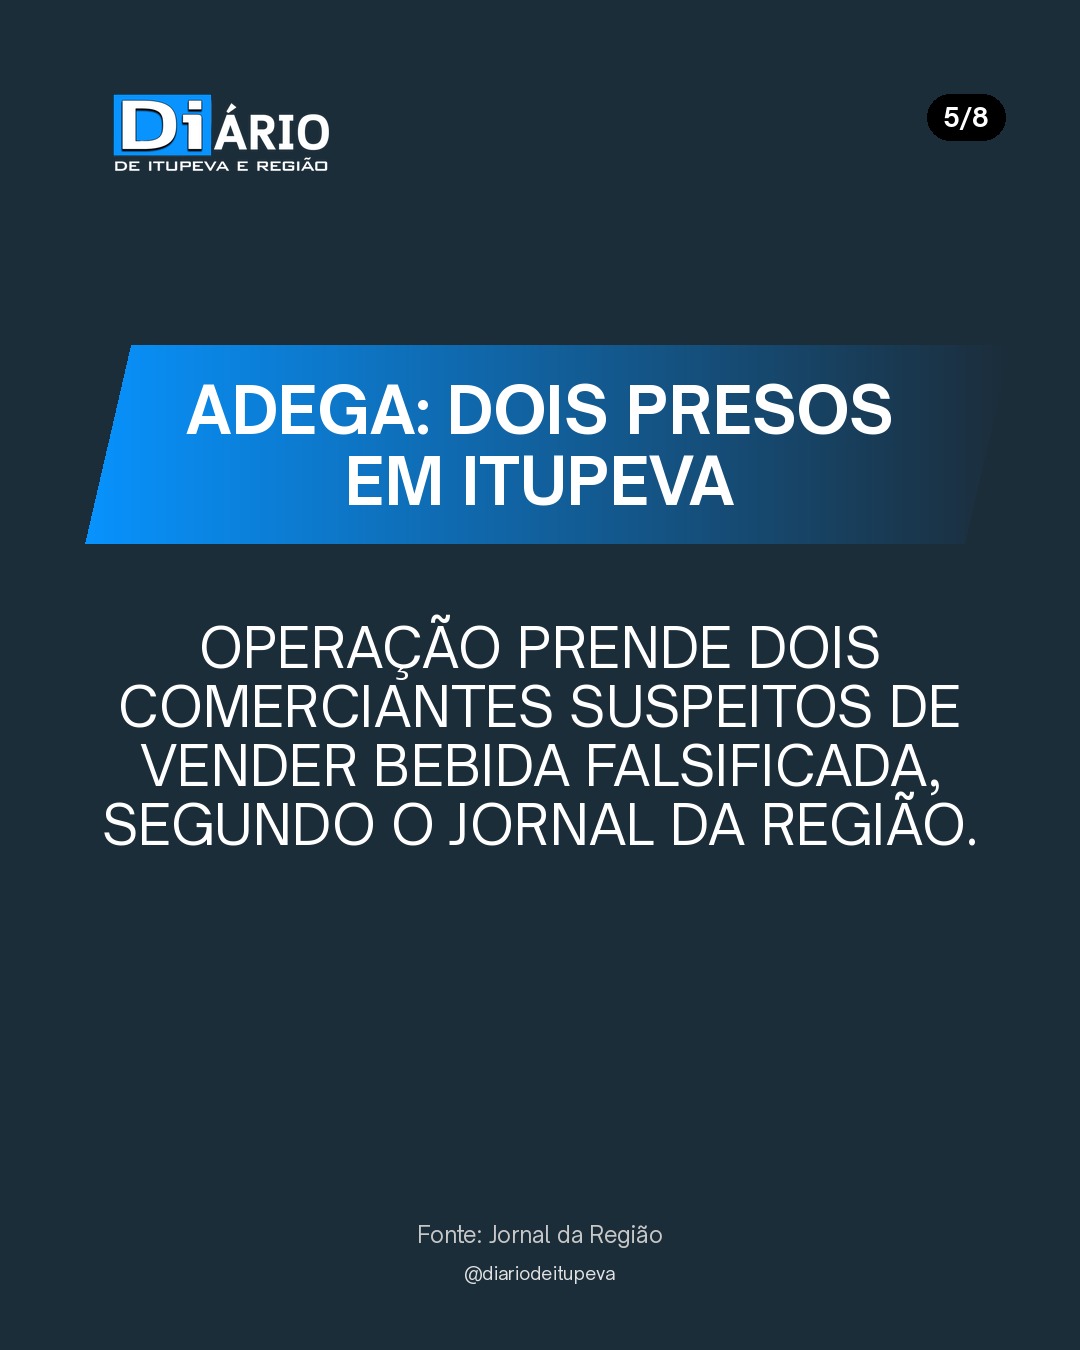 DiÁRIO
DE ITUPEVA E REGIÃO
5/8
ADEGA: DOIS PRESOS
EM ITUPEVA
OPERAÇÃO PRENDE DOIS
COMERCIANTES SUSPEITOS DE
VENDER BEBIDA FALSIFICADA,
SEGUNDO O JORNAL DA REGIÃO.
Fonte: Jornal da Região
@diariodeitupeva